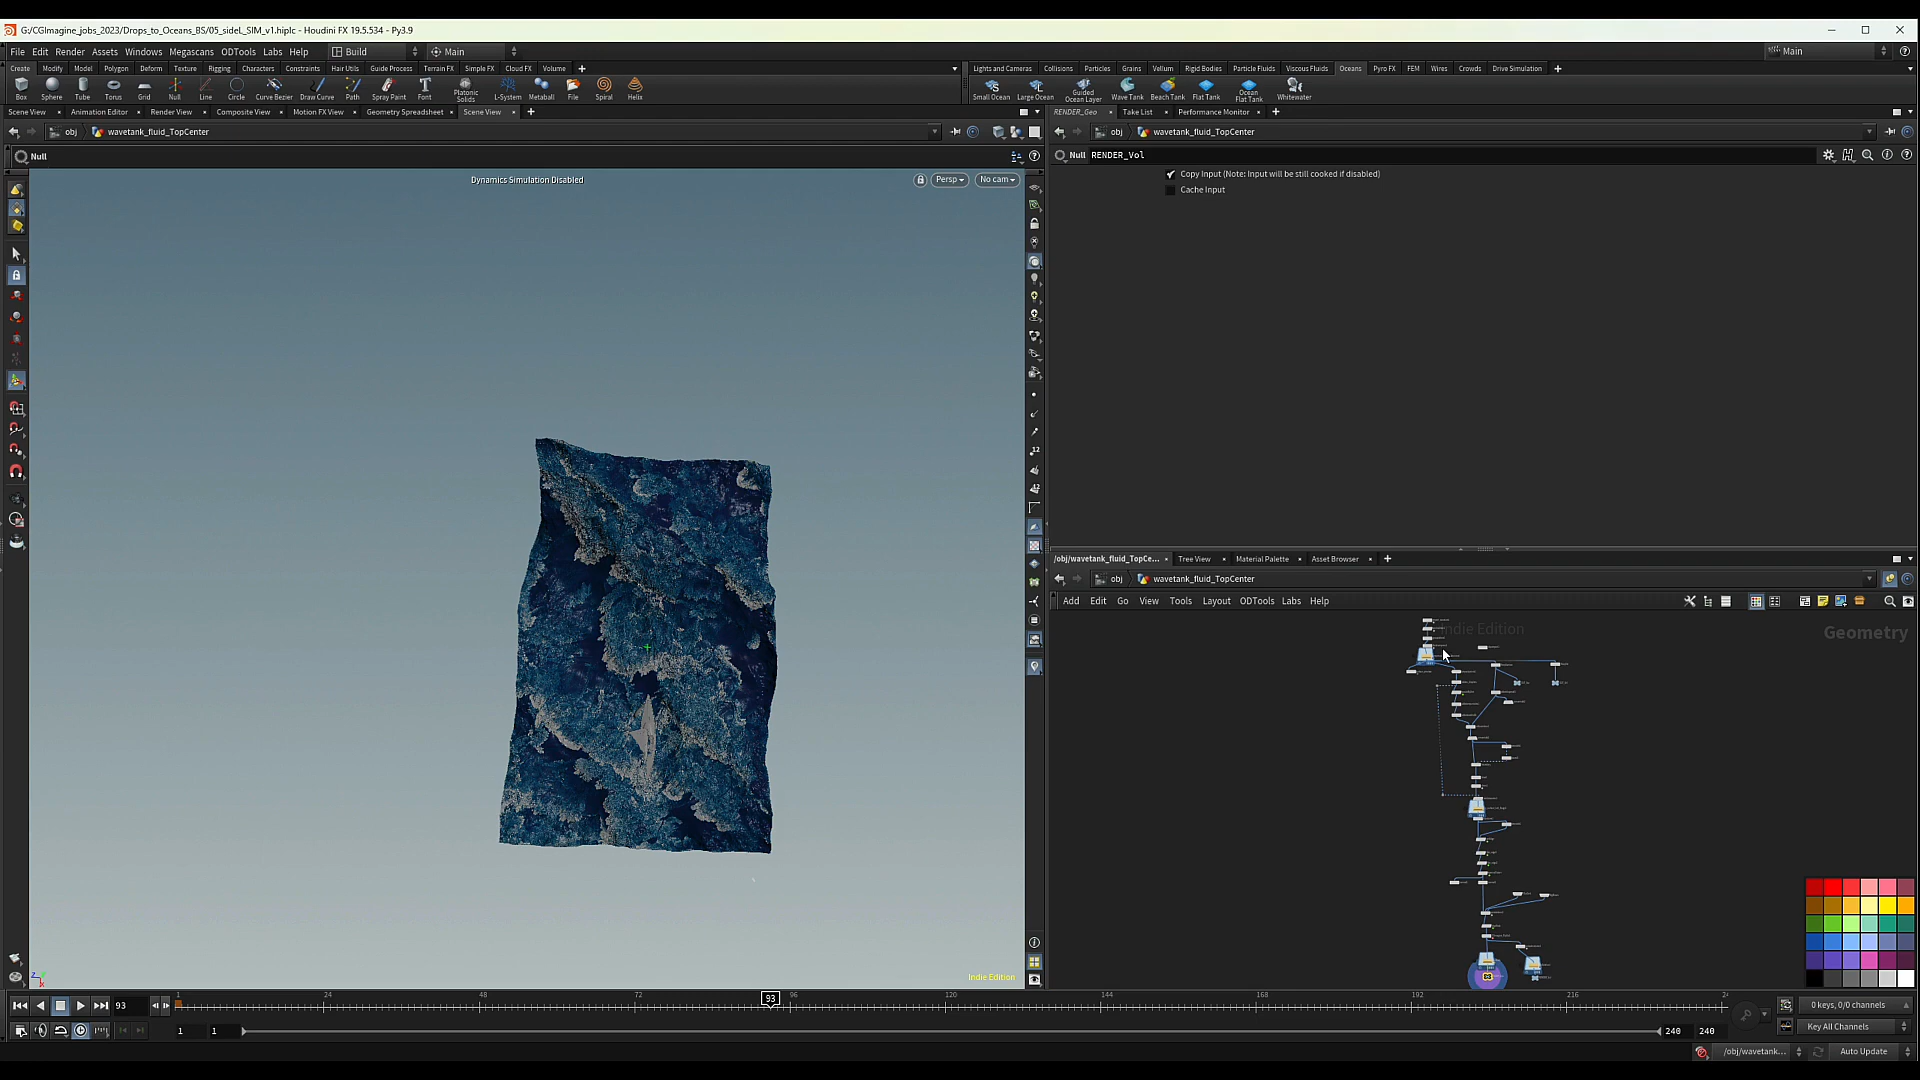 G:/CGImagine_jobs_2023/Drops_to_Oceans_BS/05_sideL_SIM_v1.hiplc - Houdini FX 19.5.534 - Py3.9
File Edit Render Assets Windows Megascans ODTools Labs Help Build Main Main
Create Modify Model Polygon Deform Texture Rigging Characters Constraints Hair Utils Guide Process Terrain FX Simple FX Cloud FX Volume
Lights and Cameras Collisions Particles Grains Vellum Rigid Bodies Particle Fluids Viscous Fluids Oceans Pyro FX FEM Wires Crowds Drive Simulation
Box Sphere Tube Torus Grid Null Line Circle Curve Bezier Draw Curve Path Spray Paint Font Platonic Solids L-System Metaball File Spiral Helix
Small Ocean Large Ocean Guided Ocean Layer Wave Tank Beach Tank Flat Tank Ocean Flat Tank Whitewater
Scene View Animation Editor Render View Composite View Motion FX View Geometry Spreadsheet Scene View
RENDER_Geo Take List Performance Monitor
obj wavetank_fluid_TopCenter
obj wavetank_fluid_TopCenter
Null
Null RENDER_Vol
Copy Input (Note: Input will be still cooked if disabled)
Cache Input
Dynamics Simulation Disabled
Persp No cam
Indie Edition
/obj/wavetank_fluid_TopCe... Tree View Material Palette Asset Browser
obj wavetank_fluid_TopCenter
Add Edit Go View Tools Layout ODTools Labs Help
Indie Edition
Geometry
93
1 24 48 72 93 96 120 144 168 192 216
0 keys, 0/0 channels
1 1 240 240
Key All Channels
/obj/wavetank... Auto Update